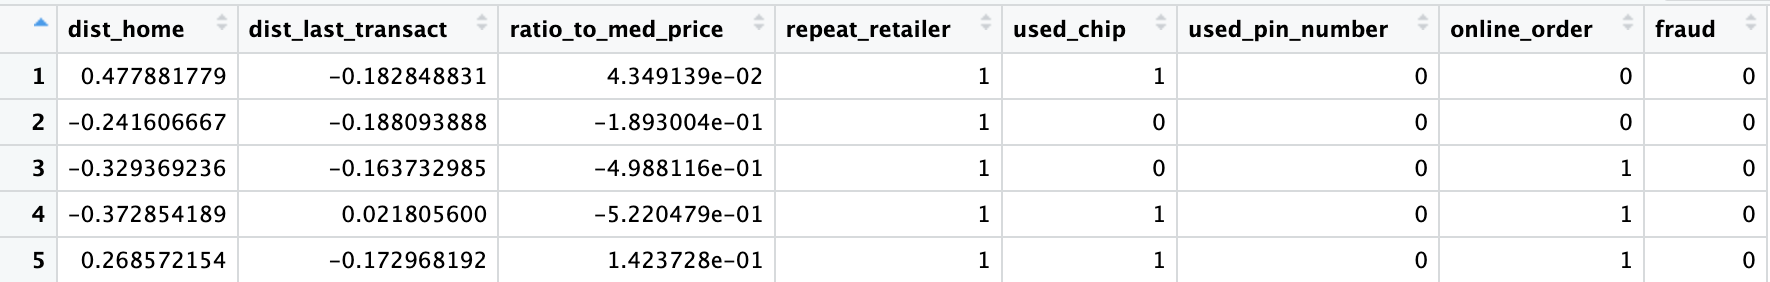 dist_home dist_last_transact ratio_to_med_price repeat_retailer used_chip used_pin_number online_order fraud
1 0.477881779 -0.182848831 4.349139e-02 1 1 0 0 0
2 -0.241606667 -0.188093888 -1.893004e-01 1 0 0 0 0
3 -0.329369236 -0.163732985 -4.988116e-01 1 0 0 1 0
4 -0.372854189 0.021805600 -5.220479e-01 1 1 0 1 0
5 0.268572154 -0.172968192 1.423728e-01 1 1 0 1 0